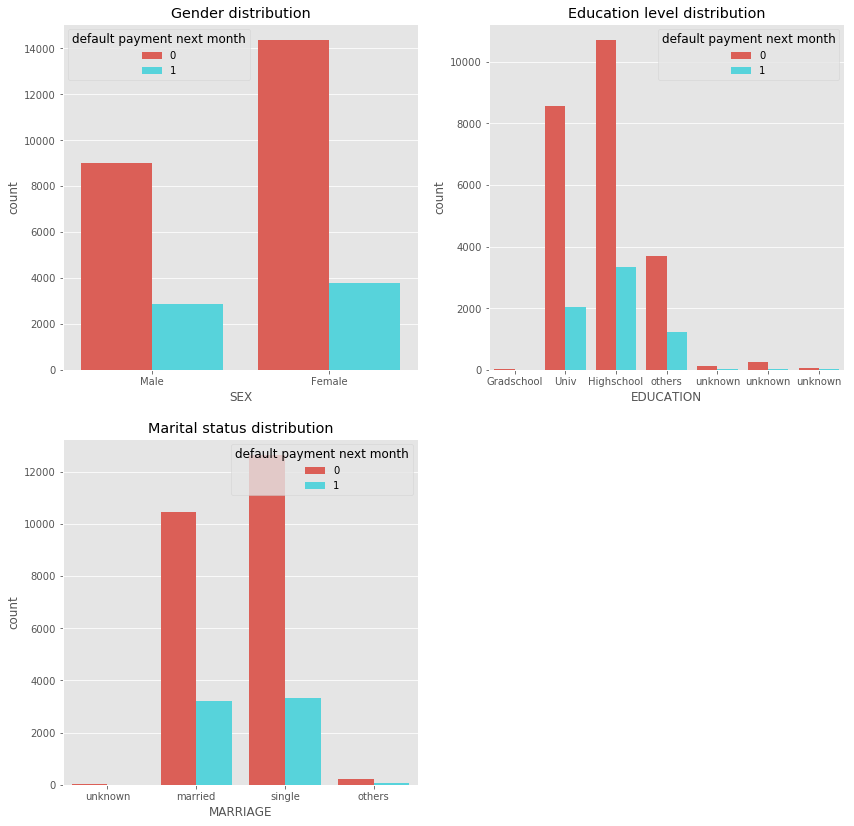 Gender distribution
default payment next month
0
1
14000
12000
10000
8000
6000
4000
2000
0
count
Male Female
SEX
Education level distribution
default payment next month
0
1
10000
8000
6000
4000
2000
0
count
Gradschool Univ Highschool others unknown unknown unknown
EDUCATION
Marital status distribution
default payment next month
0
1
12000
10000
8000
6000
4000
2000
0
count
unknown married single others
MARRIAGE